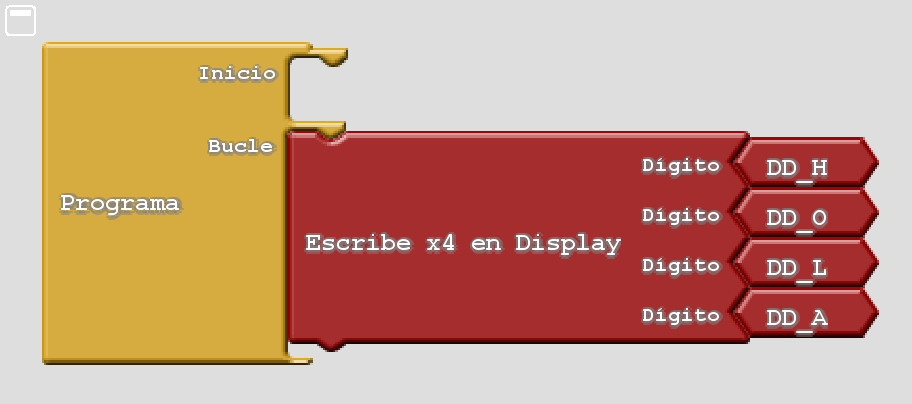 Inicio
Bucle
Programa
Escribe x4 en Display
Dígito
DD_H
Dígito
DD_O
Dígito
DD_L
Dígito
DD_A